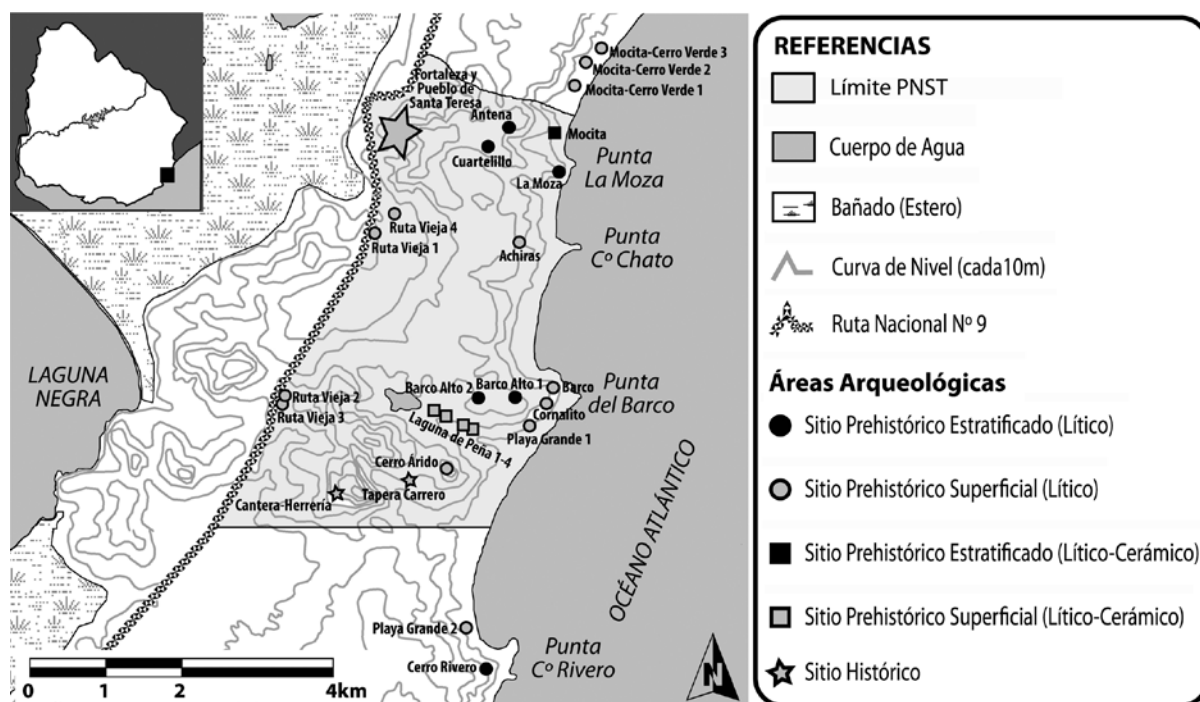 Mocita-Cerro Verde 3
Mocita-Cerro Verde 2
Mocita-Cerro Verde 1
Fortaleza y
Pueblo de
Santa Teresa
Antena
Mocita
Cuartelillo
La Moza
Punta
La Moza
Ruta Vieja 4
Ruta Vieja 1
Achiras
Punta
Cº Chato
LAGUNA
NEGRA
Ruta Vieja 2
Ruta Vieja 3
Barco Alto 2
Barco Alto 1
Barco
Cornalito
Playa Grande 1
Punta
del Barco
Laguna de Peña 1-4
Cerro Árido
Tapera Carrero
Cantera-Herrería
OCÉANO ATLÁNTICO
Playa Grande 2
Cerro Rivero
Punta
Cº Rivero
0 1 2 4km
N
REFERENCIAS
Límite PNST
Cuerpo de Agua
Bañado (Estero)
Curva de Nivel (cada10m)
Ruta Nacional Nº 9
Áreas Arqueológicas
Sitio Prehistórico Estratificado (Lítico)
Sitio Prehistórico Superficial (Lítico)
Sitio Prehistórico Estratificado (Lítico-Cerámico)
Sitio Prehistórico Superficial (Lítico-Cerámico)
Sitio Histórico